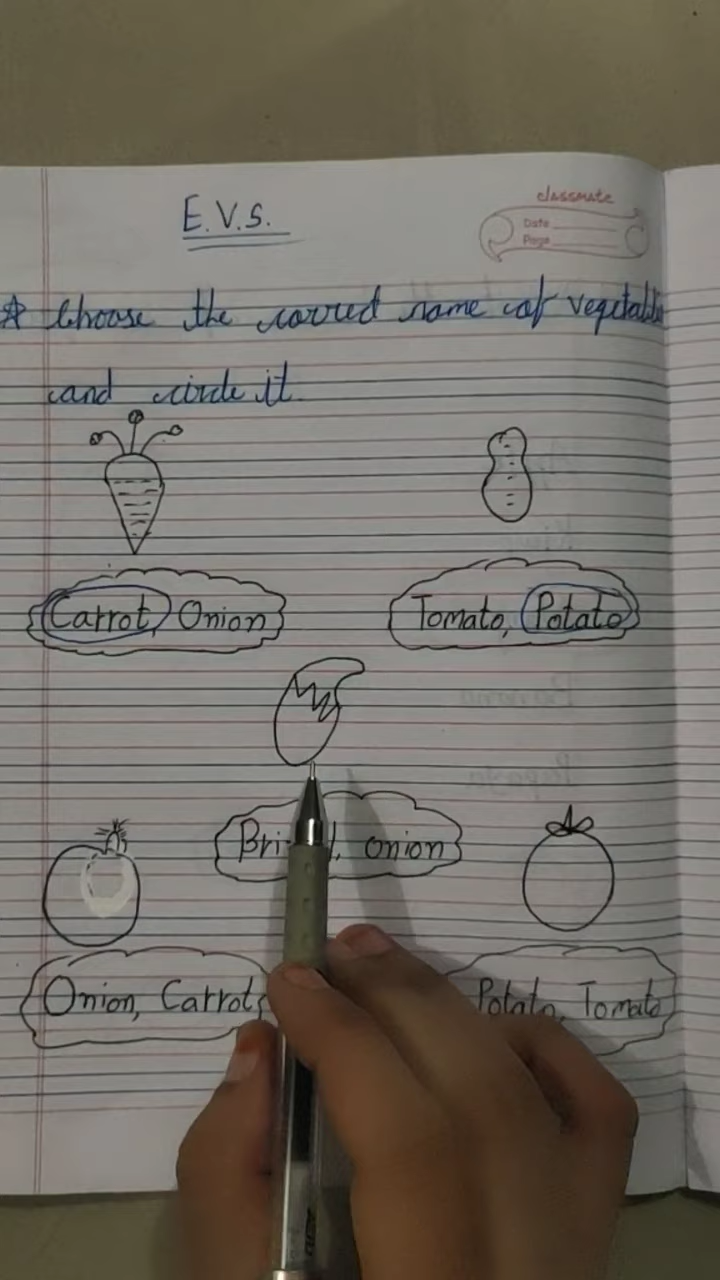 classmate
E.V.S.
Date
Page
☆ Choose the correct name of vegetable
and circle it
Carrot, Onion
Tomato, Potato
onion
Onion, Carrot
Potato, Tomato